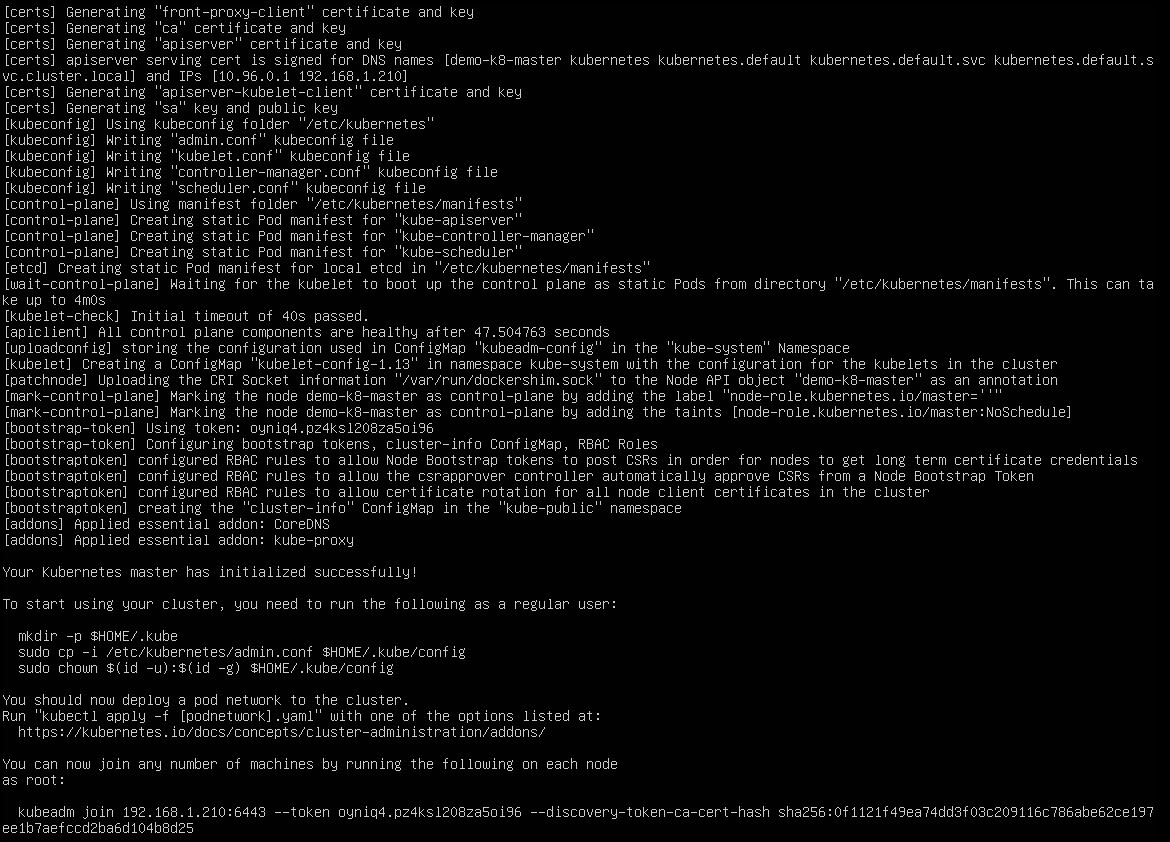 [certs] Generating "front-proxy-client" certificate and key
[certs] Generating "ca" certificate and key
[certs] Generating "apiserver" certificate and key
[certs] apiserver serving cert is signed for DNS names [demo-k8-master kubernetes kubernetes.default kubernetes.default.svc kubernetes.default.s
vc.cluster.local] and IPs [10.96.0.1 192.168.1.210]
[certs] Generating "apiserver-kubelet-client" certificate and key
[certs] Generating "sa" key and public key
[kubeconfig] Using kubeconfig folder "/etc/kubernetes"
[kubeconfig] Writing "admin.conf" kubeconfig file
[kubeconfig] Writing "kubelet.conf" kubeconfig file
[kubeconfig] Writing "controller-manager.conf" kubeconfig file
[kubeconfig] Writing "scheduler.conf" kubeconfig file
[control-plane] Using manifest folder "/etc/kubernetes/manifests"
[control-plane] Creating static Pod manifest for "kube-apiserver"
[control-plane] Creating static Pod manifest for "kube-controller-manager"
[control-plane] Creating static Pod manifest for "kube-scheduler"
[etcd] Creating static Pod manifest for local etcd in "/etc/kubernetes/manifests"
[wait-control-plane] Waiting for the kubelet to boot up the control plane as static Pods from directory "/etc/kubernetes/manifests". This can ta
ke up to 4m0s
[kubelet-check] Initial timeout of 40s passed.
[apiclient] All control plane components are healthy after 47.504763 seconds
[uploadconfig] storing the configuration used in ConfigMap "kubeadm-config" in the "kube-system" Namespace
[kubelet] Creating a ConfigMap "kubelet-config-1.13" in namespace kube-system with the configuration for the kubelets in the cluster
[patchnode] Uploading the CRI Socket information "/var/run/dockershim.sock" to the Node API object "demo-k8-master" as an annotation
[mark-control-plane] Marking the node demo-k8-master as control-plane by adding the label "node-role.kubernetes.io/master=''"
[mark-control-plane] Marking the node demo-k8-master as control-plane by adding the taints [node-role.kubernetes.io/master:NoSchedule]
[bootstrap-token] Using token: oyniq4.pz4ksl208za5oi96
[bootstrap-token] Configuring bootstrap tokens, cluster-info ConfigMap, RBAC Roles
[bootstraptoken] configured RBAC rules to allow Node Bootstrap tokens to post CSRs in order for nodes to get long term certificate credentials
[bootstraptoken] configured RBAC rules to allow the csrapprover controller automatically approve CSRs from a Node Bootstrap Token
[bootstraptoken] configured RBAC rules to allow certificate rotation for all node client certificates in the cluster
[bootstraptoken] creating the "cluster-info" ConfigMap in the "kube-public" namespace
[addons] Applied essential addon: CoreDNS
[addons] Applied essential addon: kube-proxy
Your Kubernetes master has initialized successfully!
To start using your cluster, you need to run the following as a regular user:
mkdir -p $HOME/.kube
sudo cp -i /etc/kubernetes/admin.conf $HOME/.kube/config
sudo chown $(id -u):$(id -g) $HOME/.kube/config
You should now deploy a pod network to the cluster.
Run "kubectl apply -f [podnetwork].yaml" with one of the options listed at:
https://kubernetes.io/docs/concepts/cluster-administration/addons/
You can now join any number of machines by running the following on each node
as root:
kubeadm join 192.168.1.210:6443 --token oyniq4.pz4ksl208za5oi96 --discovery-token-ca-cert-hash sha256:0f1121f49ea74dd3f03c209116c786abe62ce197
ee1b7aefccd2ba6d104b8d25